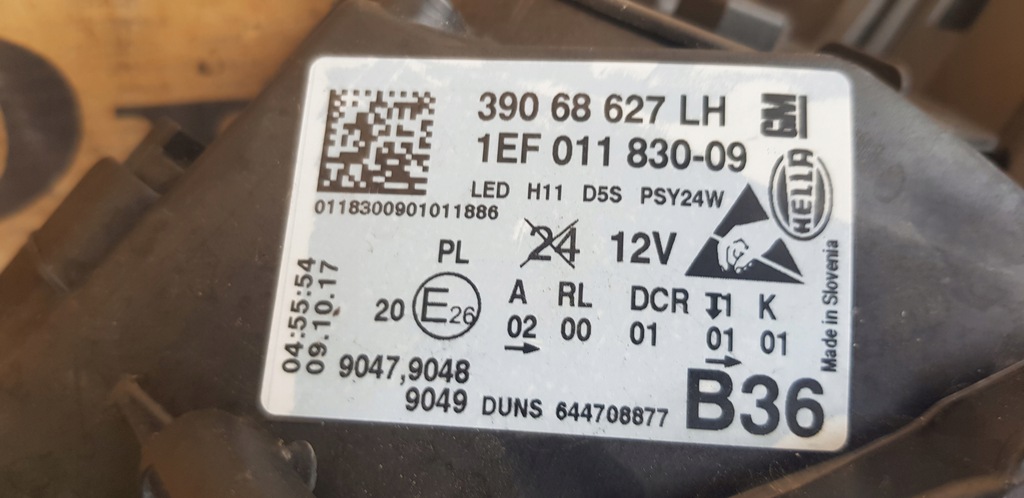 390 68 627 LH
GM
1EF 011 830-09
HELLA
LED H11 D5S PSY24W
0118300901011886
PL
24 12V
20 E26
A RL DCR 1 K
02 00 01 01 01
04:55:54
09.10.17
9047,9048
9049 DUNS 644708877
B36
Made in Slovenia